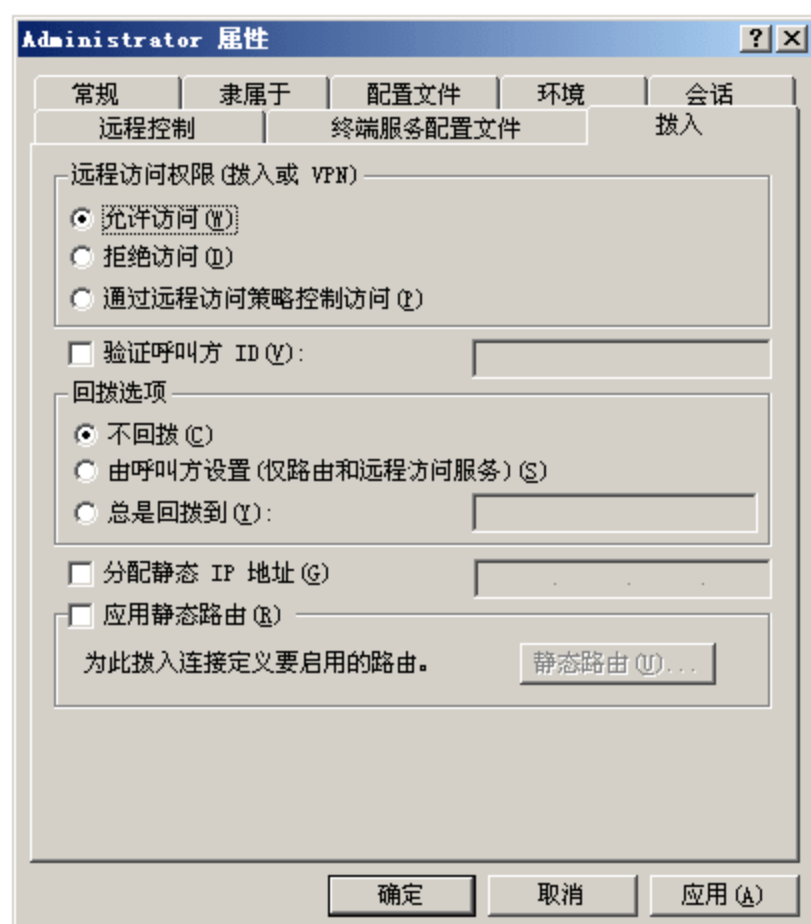 Administrator 属性
常规 隶属于 配置文件 环境 会话
远程控制 终端服务配置文件 拨入
远程访问权限(拨入或 VPN)
允许访问(W)
拒绝访问(D)
通过远程访问策略控制访问(P)
验证呼叫方 ID(V):
回拨选项
不回拨(C)
由呼叫方设置(仅路由和远程访问服务)(S)
总是回拨到(Y):
分配静态 IP 地址(G)
应用静态路由(R)
为此拨入连接定义要启用的路由。 静态路由(U)...
确定 取消 应用(A)